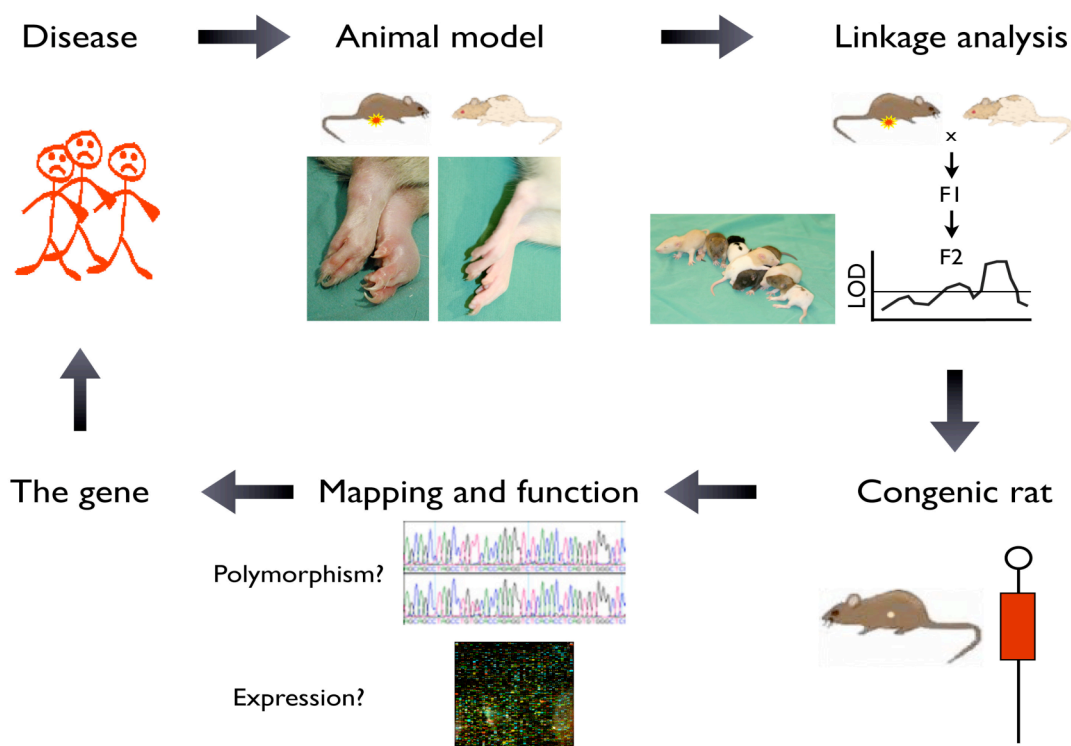 Disease
Animal model
Linkage analysis
×
F1
F2
LOD
Congenic rat
Mapping and function
The gene
Polymorphism?
Expression?